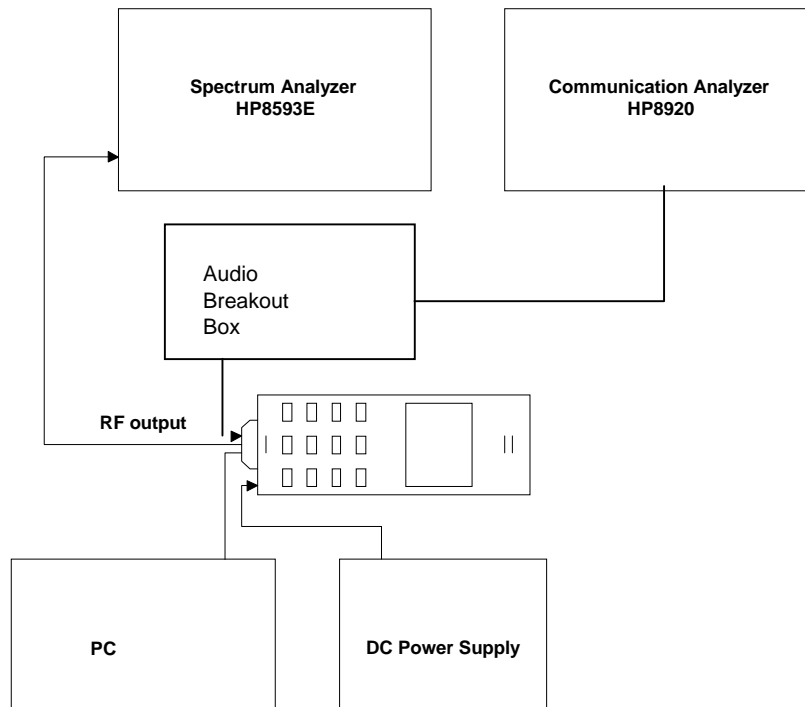 Spectrum Analyzer
HP8593E
Communication Analyzer
HP8920
Audio
Breakout
Box
RF output
PC
DC Power Supply